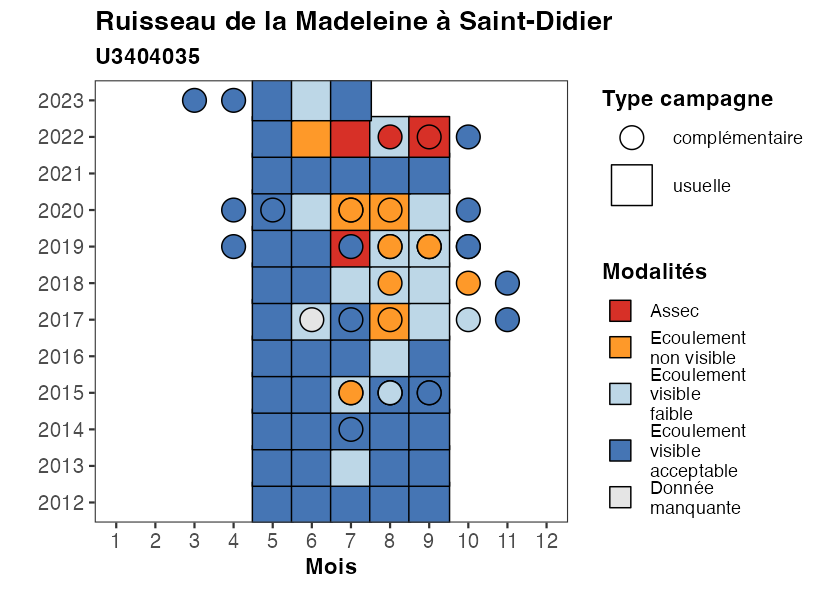 Ruisseau de la Madeleine à Saint-Didier
U3404035
2023
2022
2021
2020
2019
2018
2017
2016
2015
2014
2013
2012
1 2 3 4 5 6 7 8 9 10 11 12
Mois
Type campagne
complémentaire
usuelle
Modalités
Assec
Ecoulement
non visible
Ecoulement
visible
faible
Ecoulement
visible
acceptable
Donnée
manquante